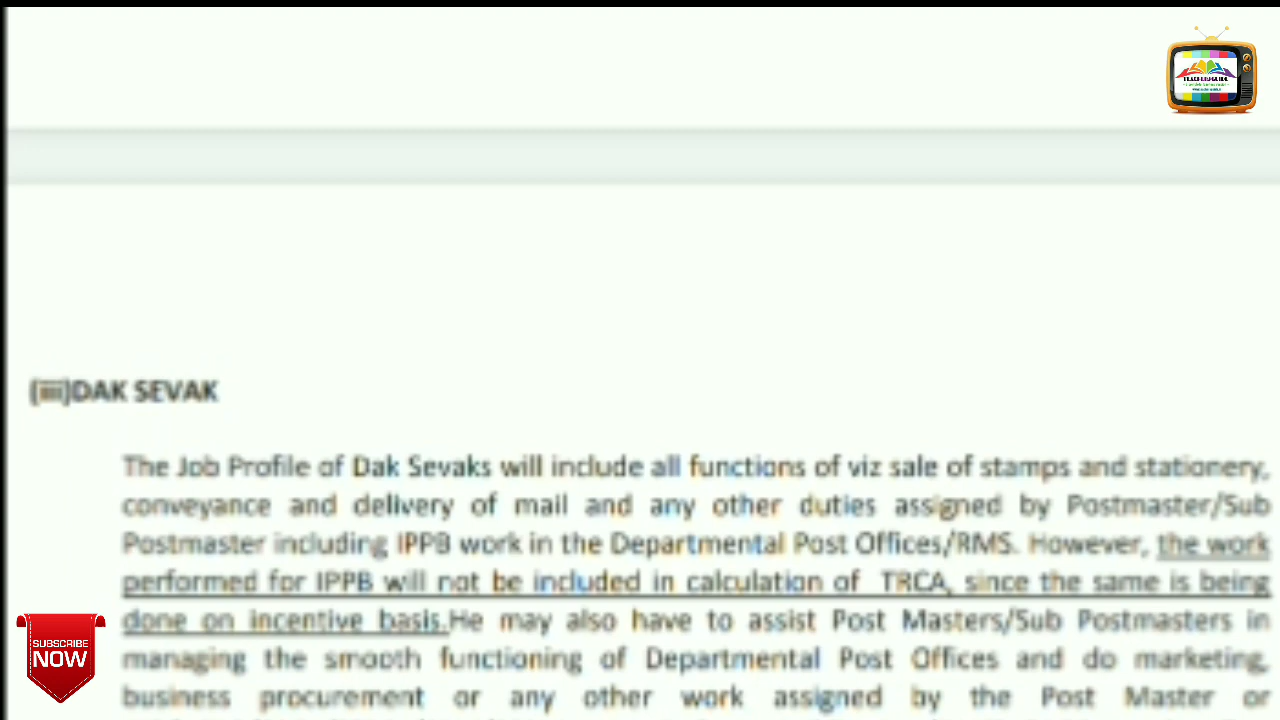 (iii)DAK SEVAK
The Job Profile of Dak Sevaks will include all functions of viz sale of stamps and stationery,
conveyance and delivery of mail and any other duties assigned by Postmaster/Sub
Postmaster including IPPB work in the Departmental Post Offices/RMS. However, the work
performed for IPPB will not be included in calculation of TRCA, since the same is being
done on incentive basis.He may also have to assist Post Masters/Sub Postmasters in
managing the smooth functioning of Departmental Post Offices and do marketing,
business procurement or any other work assigned by the Post Master or
SUBSCRIBE
NOW